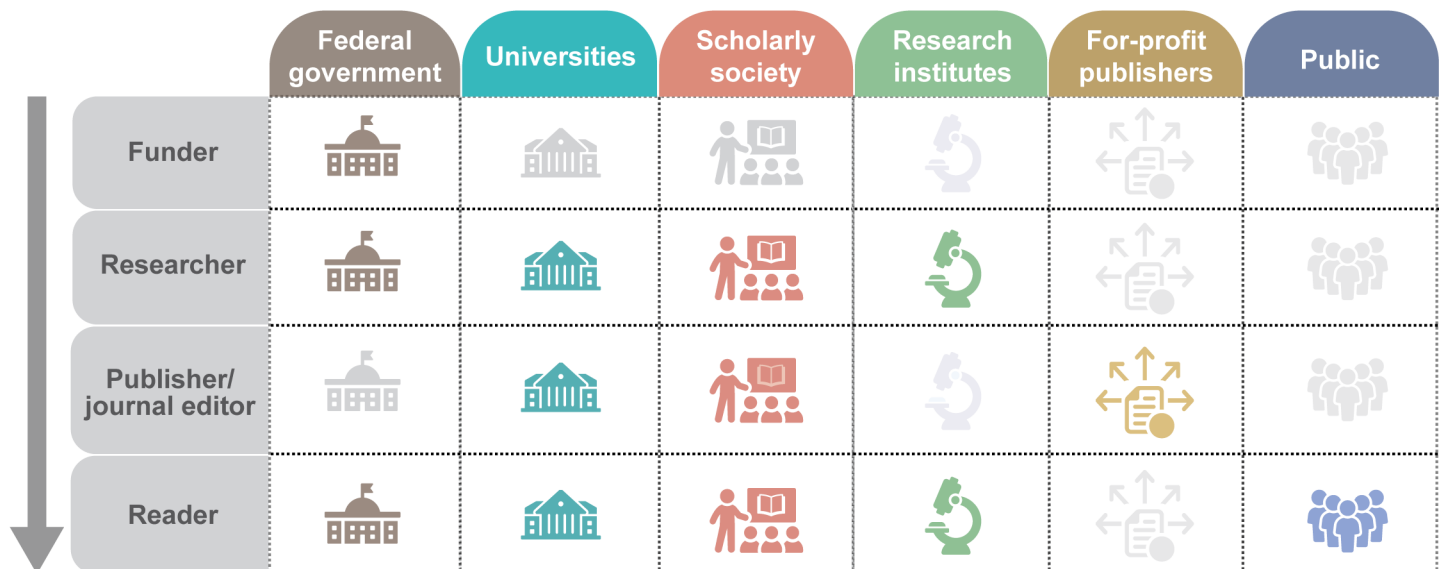 Federal
government
Universities
Scholarly
society
Research
institutes
For-profit
publishers
Public
Funder
Researcher
Publisher/
journal editor
Reader